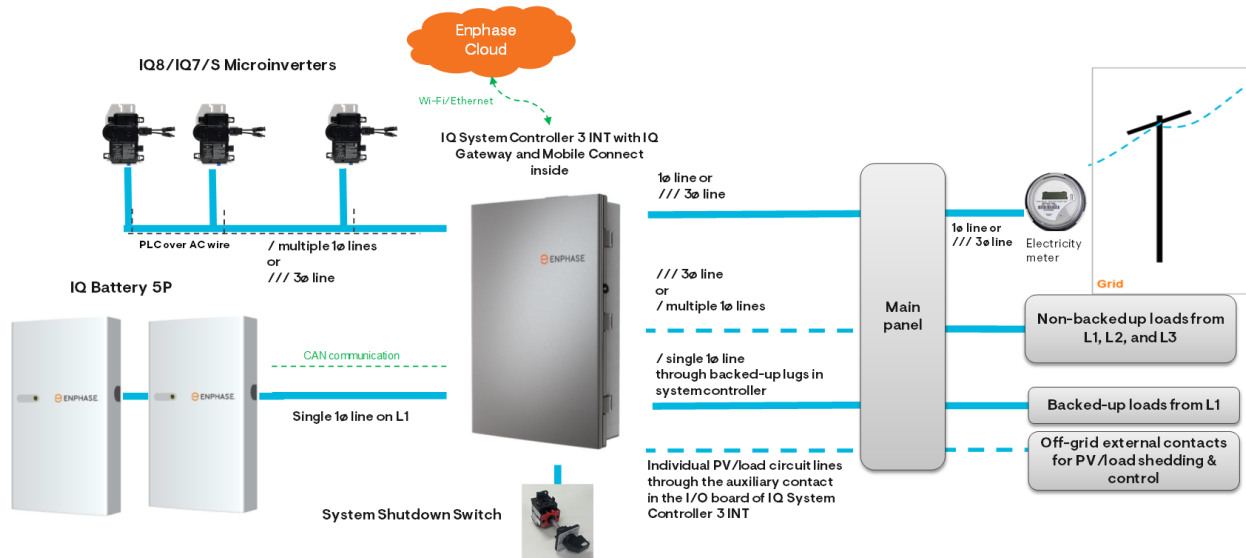 Enphase
Cloud
IQ8/IQ7/S Microinverters
Wi-Fi/Ethernet
IQ System Controller 3 INT with IQ
Gateway and Mobile Connect
inside
1ø line or
/// 3ø line
PLC over AC wire
/ multiple 1ø lines
or
/// 3ø line
ENPHASE
1ø line or
/// 3ø line
Electricity
meter
Grid
IQ Battery 5P
/// 3ø line
or
/ multiple 1ø lines
Main
panel
Non-backed up loads from
L1, L2, and L3
CAN communication
/ single 1ø line
through backed-up lugs in
system controller
ENPHASE
ENPHASE
Single 1ø line on L1
Backed-up loads from L1
Off-grid external contacts
for PV/load shedding &
control
Individual PV/load circuit lines
through the auxiliary contact
in the I/O board of IQ System
Controller 3 INT
System Shutdown Switch